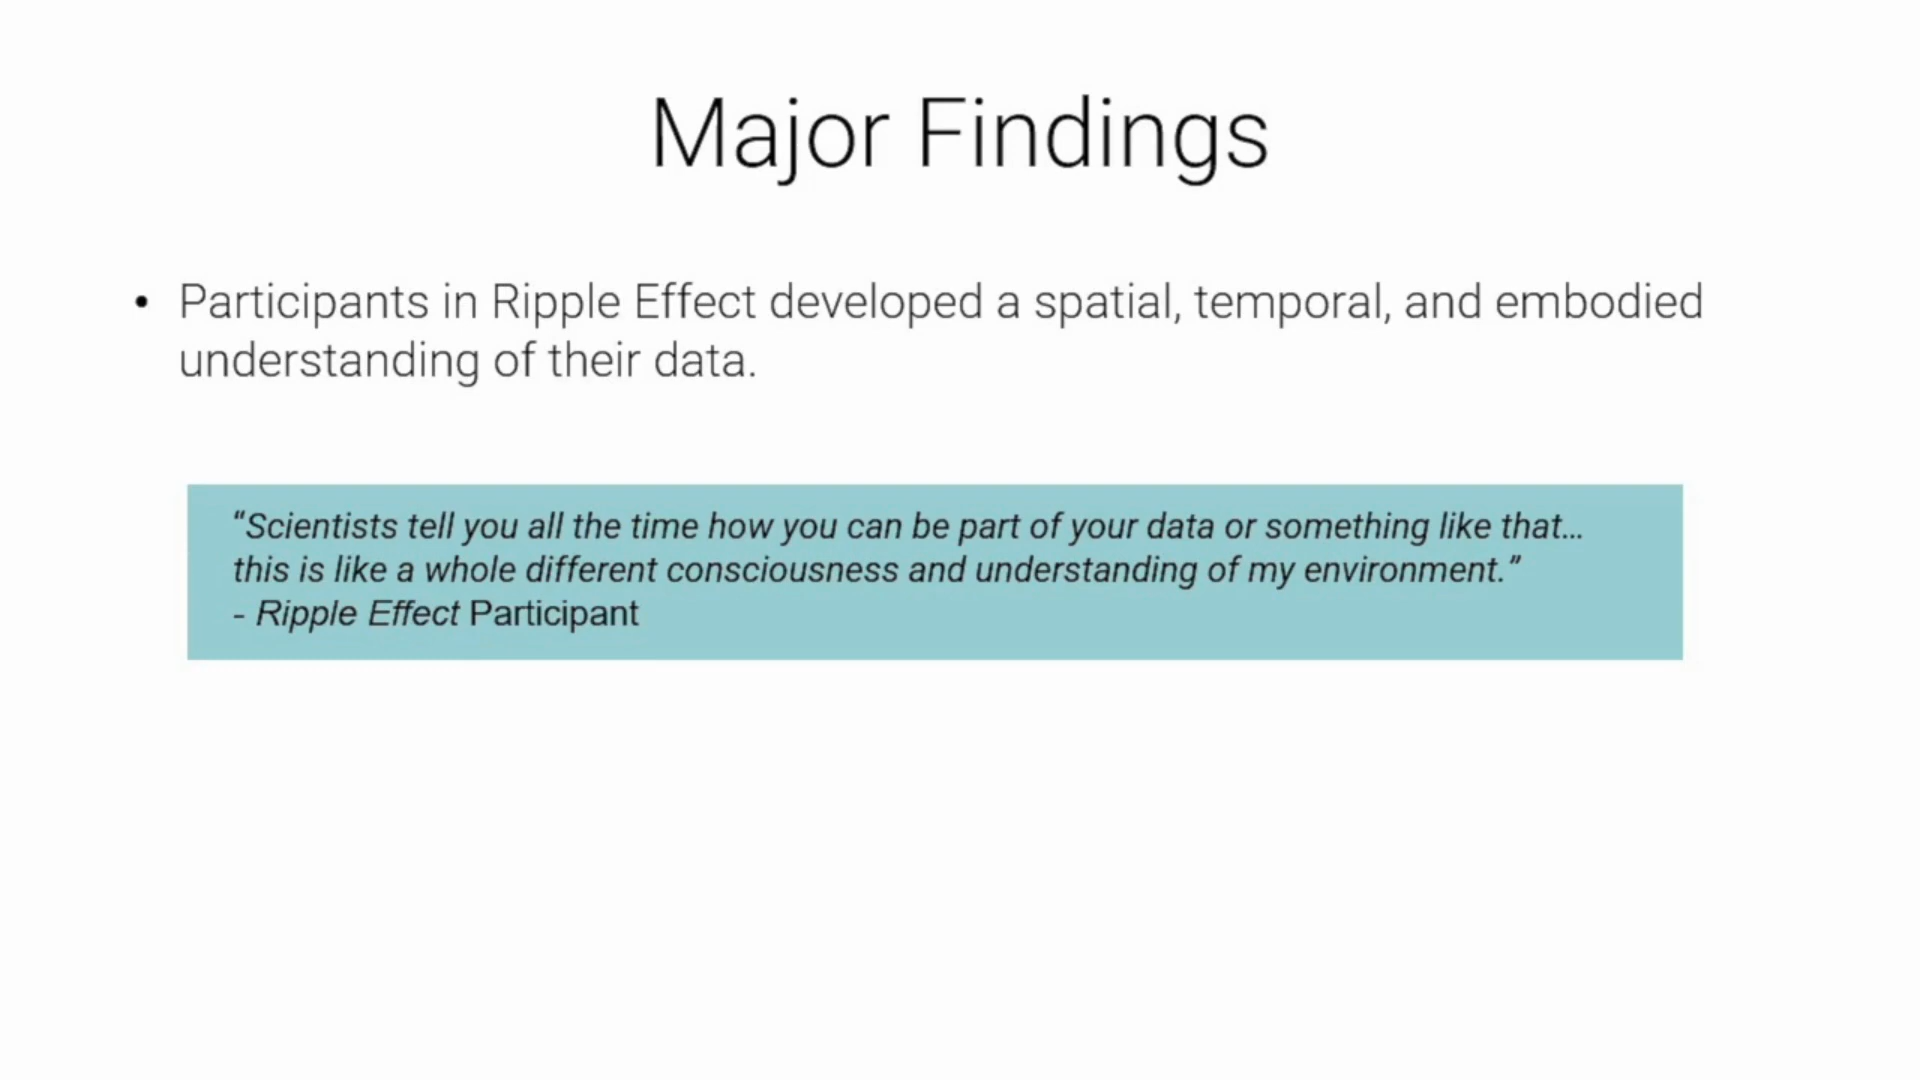 Major Findings
• Participants in Ripple Effect developed a spatial, temporal, and embodied
understanding of their data.
“Scientists tell you all the time how you can be part of your data or something like that…
this is like a whole different consciousness and understanding of my environment.”
- Ripple Effect Participant